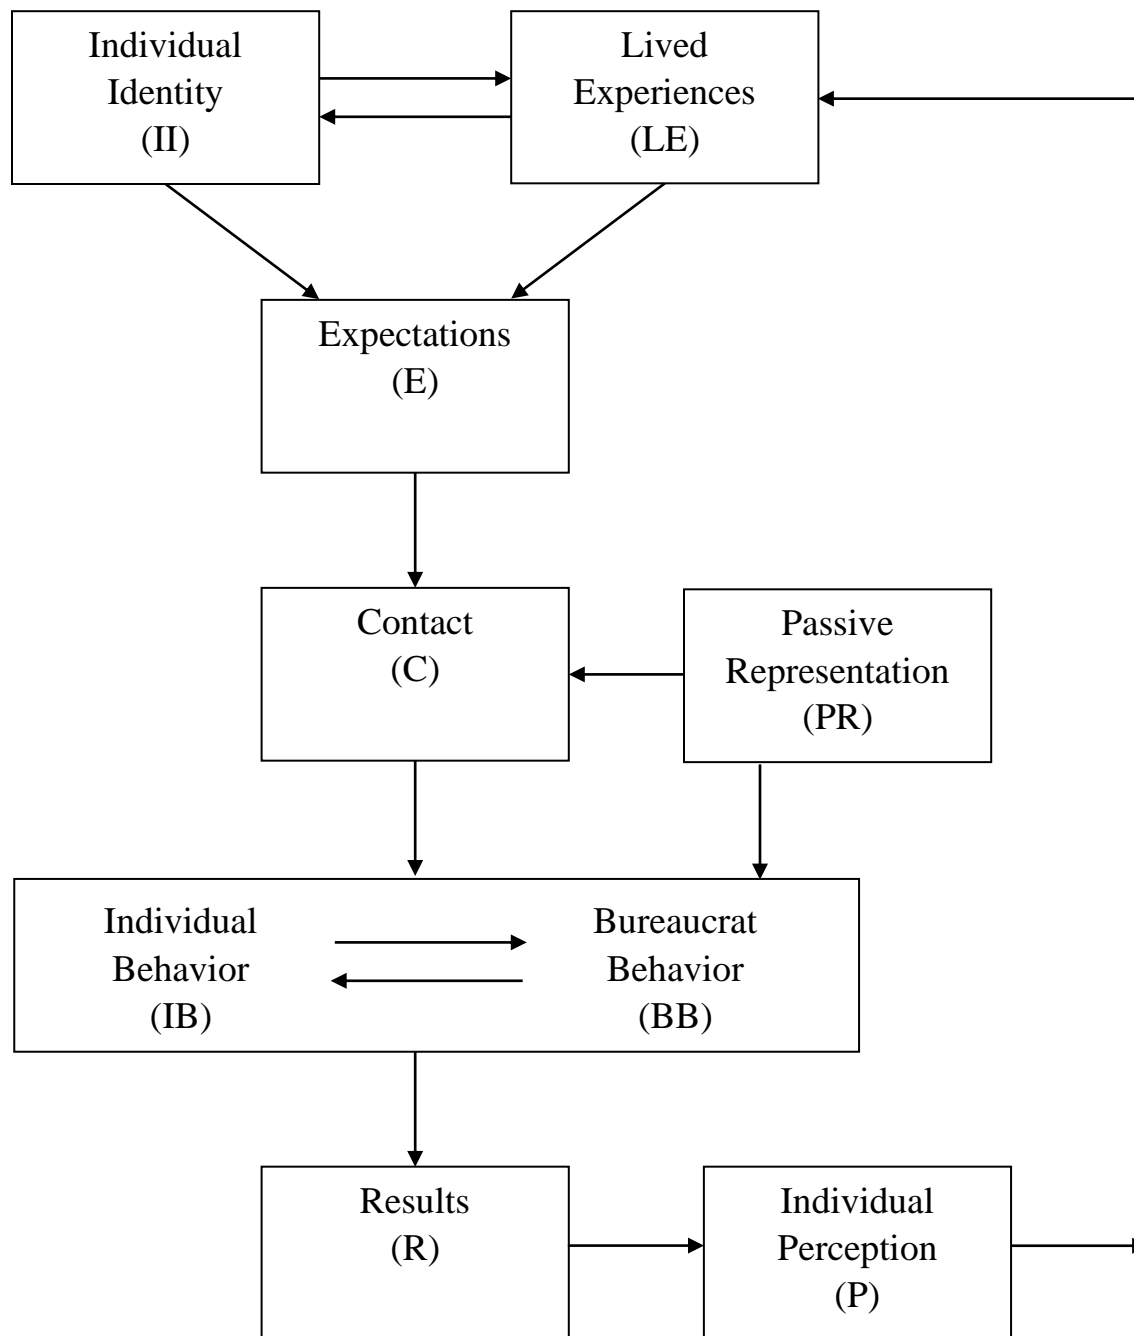 Individual
Identity
(II)
Lived
Experiences
(LE)
Expectations
(E)
Contact
(C)
Passive
Representation
(PR)
Individual
Behavior
(IB)
Bureaucrat
Behavior
(BB)
Results
(R)
Individual
Perception
(P)